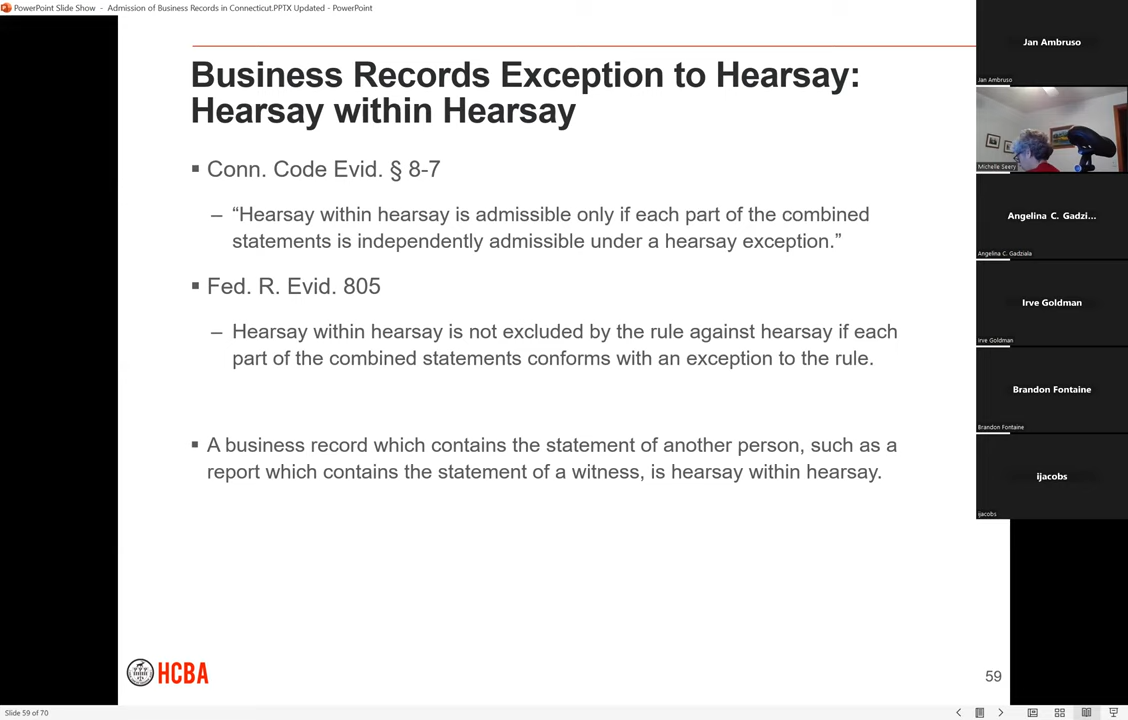 PowerPoint Slide Show - Admission of Business Records in Connecticut.PPTX Updated - PowerPoint
Business Records Exception to Hearsay:
Hearsay within Hearsay
▪ Conn. Code Evid. § 8-7
– “Hearsay within hearsay is admissible only if each part of the combined
statements is independently admissible under a hearsay exception.”
▪ Fed. R. Evid. 805
– Hearsay within hearsay is not excluded by the rule against hearsay if each
part of the combined statements conforms with an exception to the rule.
▪ A business record which contains the statement of another person, such as a
report which contains the statement of a witness, is hearsay within hearsay.
HCBA
59
Slide 59 of 70
Jan Ambruso
Jan Ambruso
Michelle Seery
Angelina C. Gadzi...
Angelina C. Gadziala
Irve Goldman
Irve Goldman
Brandon Fontaine
Brandon Fontaine
ijacobs
ijacobs